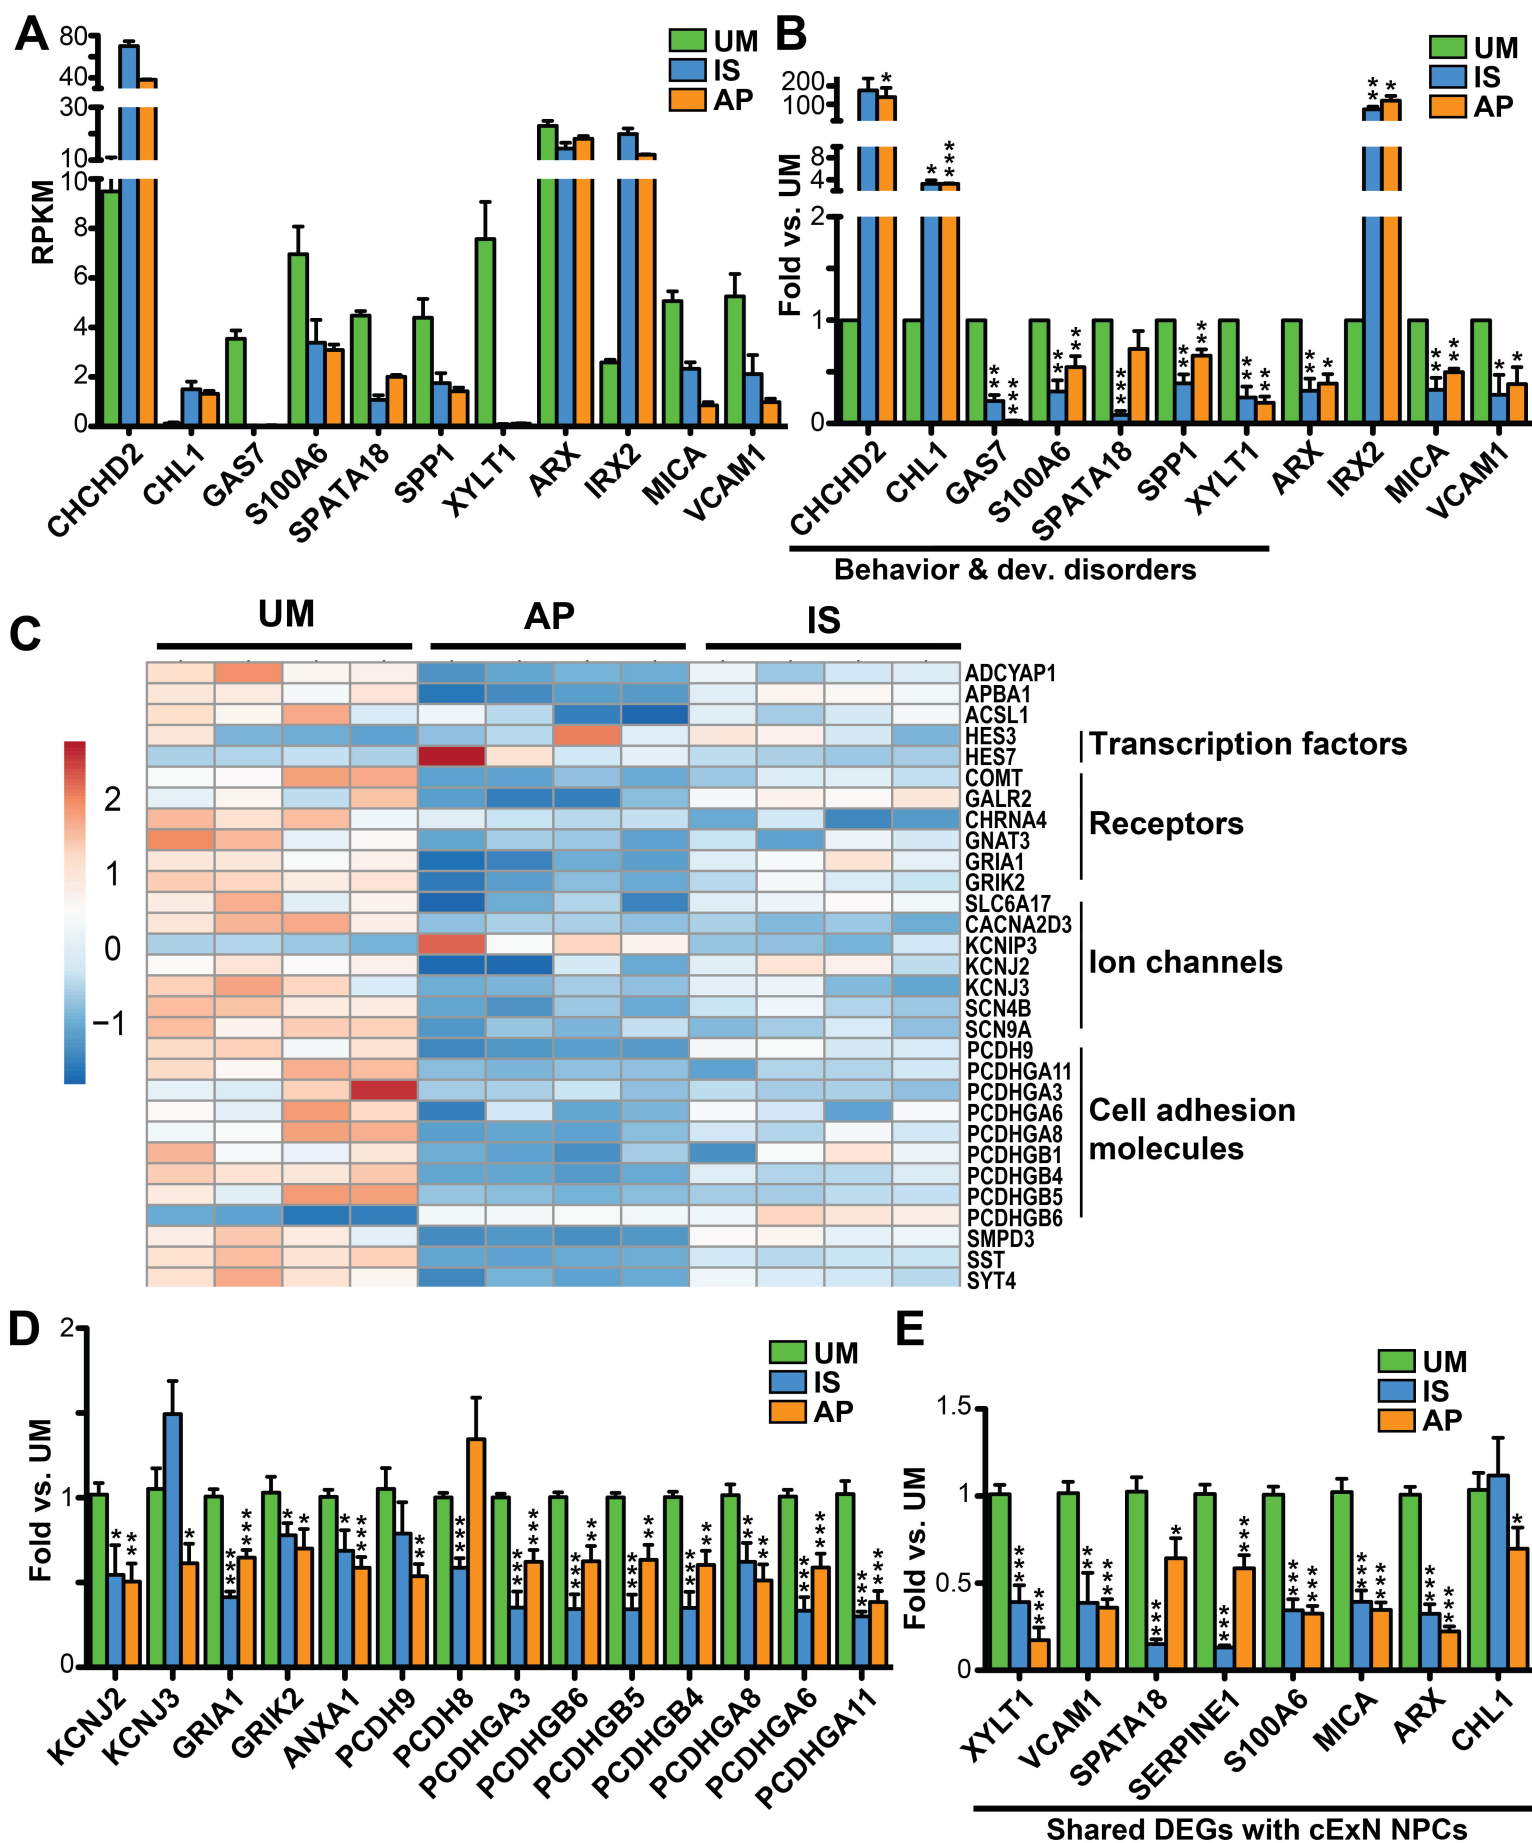 A
80
40
30
10
10
8
6
4
2
0
RPKM
UM
IS
AP
CHCHD2
CHL1
GAS7
S100A6
SPATA18
SPP1
XYLT1
ARX
IRX2
MICA
VCAM1
B
200
100
8
4
2
1
0
Fold vs. UM
UM
IS
AP
*
*
***
**
***
**
**
***
**
**
**
**
**
*
**
*
**
**
*
*
CHCHD2
CHL1
GAS7
S100A6
SPATA18
SPP1
XYLT1
ARX
IRX2
MICA
VCAM1
Behavior & dev. disorders
C
UM
AP
IS
2
1
0
−1
ADCYAP1
APBA1
ACSL1
HES3
HES7
COMT
GALR2
CHRNA4
GNAT3
GRIA1
GRIK2
SLC6A17
CACNA2D3
KCNIP3
KCNJ2
KCNJ3
SCN4B
SCN9A
PCDH9
PCDHGA11
PCDHGA3
PCDHGA6
PCDHGA8
PCDHGB1
PCDHGB4
PCDHGB5
PCDHGB6
SMPD3
SST
SYT4
Transcription factors
Receptors
Ion channels
Cell adhesion
molecules
D
2
1
0
Fold vs. UM
UM
IS
AP
*
**
*
***
***
*
*
*
***
**
***
***
***
***
***
***
***
***
**
***
**
***
***
***
***
KCNJ2
KCNJ3
GRIA1
GRIK2
ANXA1
PCDH9
PCDH8
PCDHGA3
PCDHGB6
PCDHGB5
PCDHGB4
PCDHGA8
PCDHGA6
PCDHGA11
E
1.5
1
0.5
0
Fold vs. UM
UM
IS
AP
***
***
***
***
***
*
***
***
***
***
***
***
***
***
*
XYLT1
VCAM1
SPATA18
SERPINE1
S100A6
MICA
ARX
CHL1
Shared DEGs with cExN NPCs